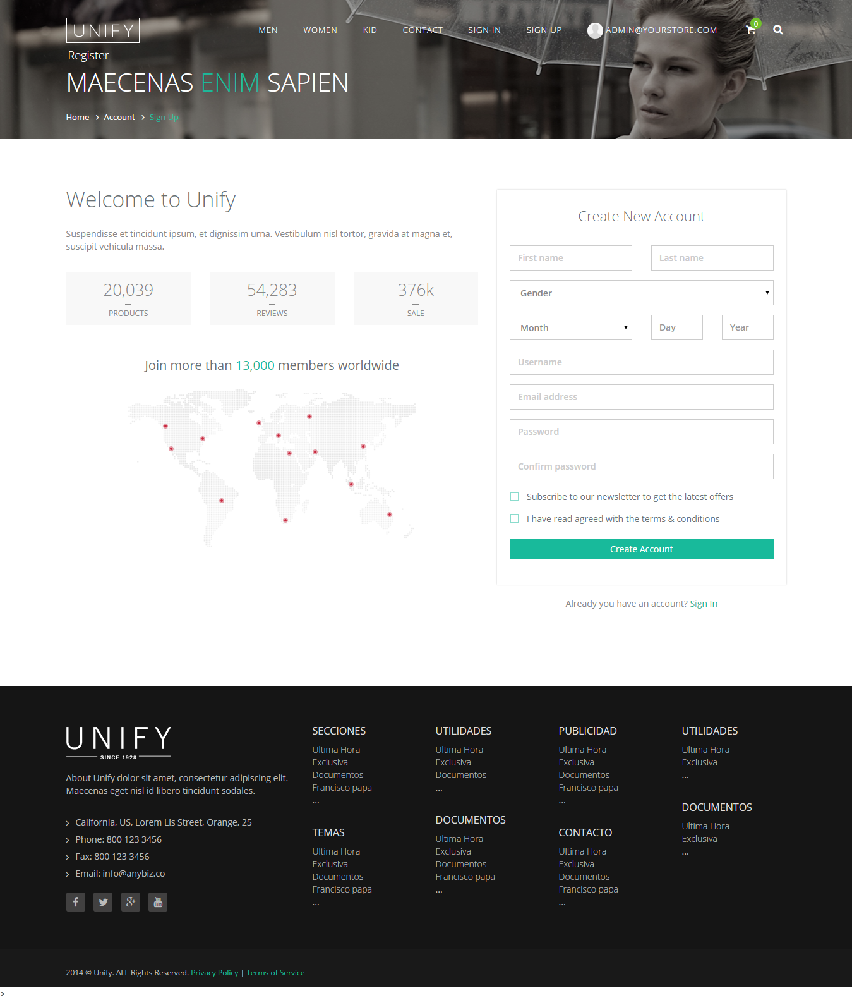 UNIFY
MEN WOMEN KID CONTACT SIGN IN SIGN UP ADMIN@YOURSTORE.COM 0
Register
MAECENAS ENIM SAPIEN
Home > Account > Sign Up
Welcome to Unify
Suspendisse et tincidunt ipsum, et dignissim urna. Vestibulum nisl tortor, gravida at magna et,
suscipit vehicula massa.
20,039
PRODUCTS
54,283
REVIEWS
376k
SALE
Join more than 13,000 members worldwide
Create New Account
First name
Last name
Gender
Month
Day
Year
Username
Email address
Password
Confirm password
Subscribe to our newsletter to get the latest offers
I have read agreed with the terms & conditions
Create Account
Already you have an account? Sign In
UNIFY
SINCE 1928
About Unify dolor sit amet, consectetur adipiscing elit.
Maecenas eget nisl id libero tincidunt sodales.
California, US, Lorem Lis Street, Orange, 25
Phone: 800 123 3456
Fax: 800 123 3456
Email: info@anybiz.co
You
Tube
SECCIONES
Ultima Hora
Exclusiva
Documentos
Francisco papa
...
TEMAS
Ultima Hora
Exclusiva
Documentos
Francisco papa
...
UTILIDADES
Ultima Hora
Exclusiva
Documentos
...
DOCUMENTOS
Ultima Hora
Exclusiva
Documentos
Francisco papa
...
PUBLICIDAD
Ultima Hora
Exclusiva
Documentos
Francisco papa
...
CONTACTO
Ultima Hora
Exclusiva
Documentos
Francisco papa
...
UTILIDADES
Ultima Hora
Exclusiva
...
DOCUMENTOS
Ultima Hora
Exclusiva
...
2014 © Unify. ALL Rights Reserved. Privacy Policy | Terms of Service
>